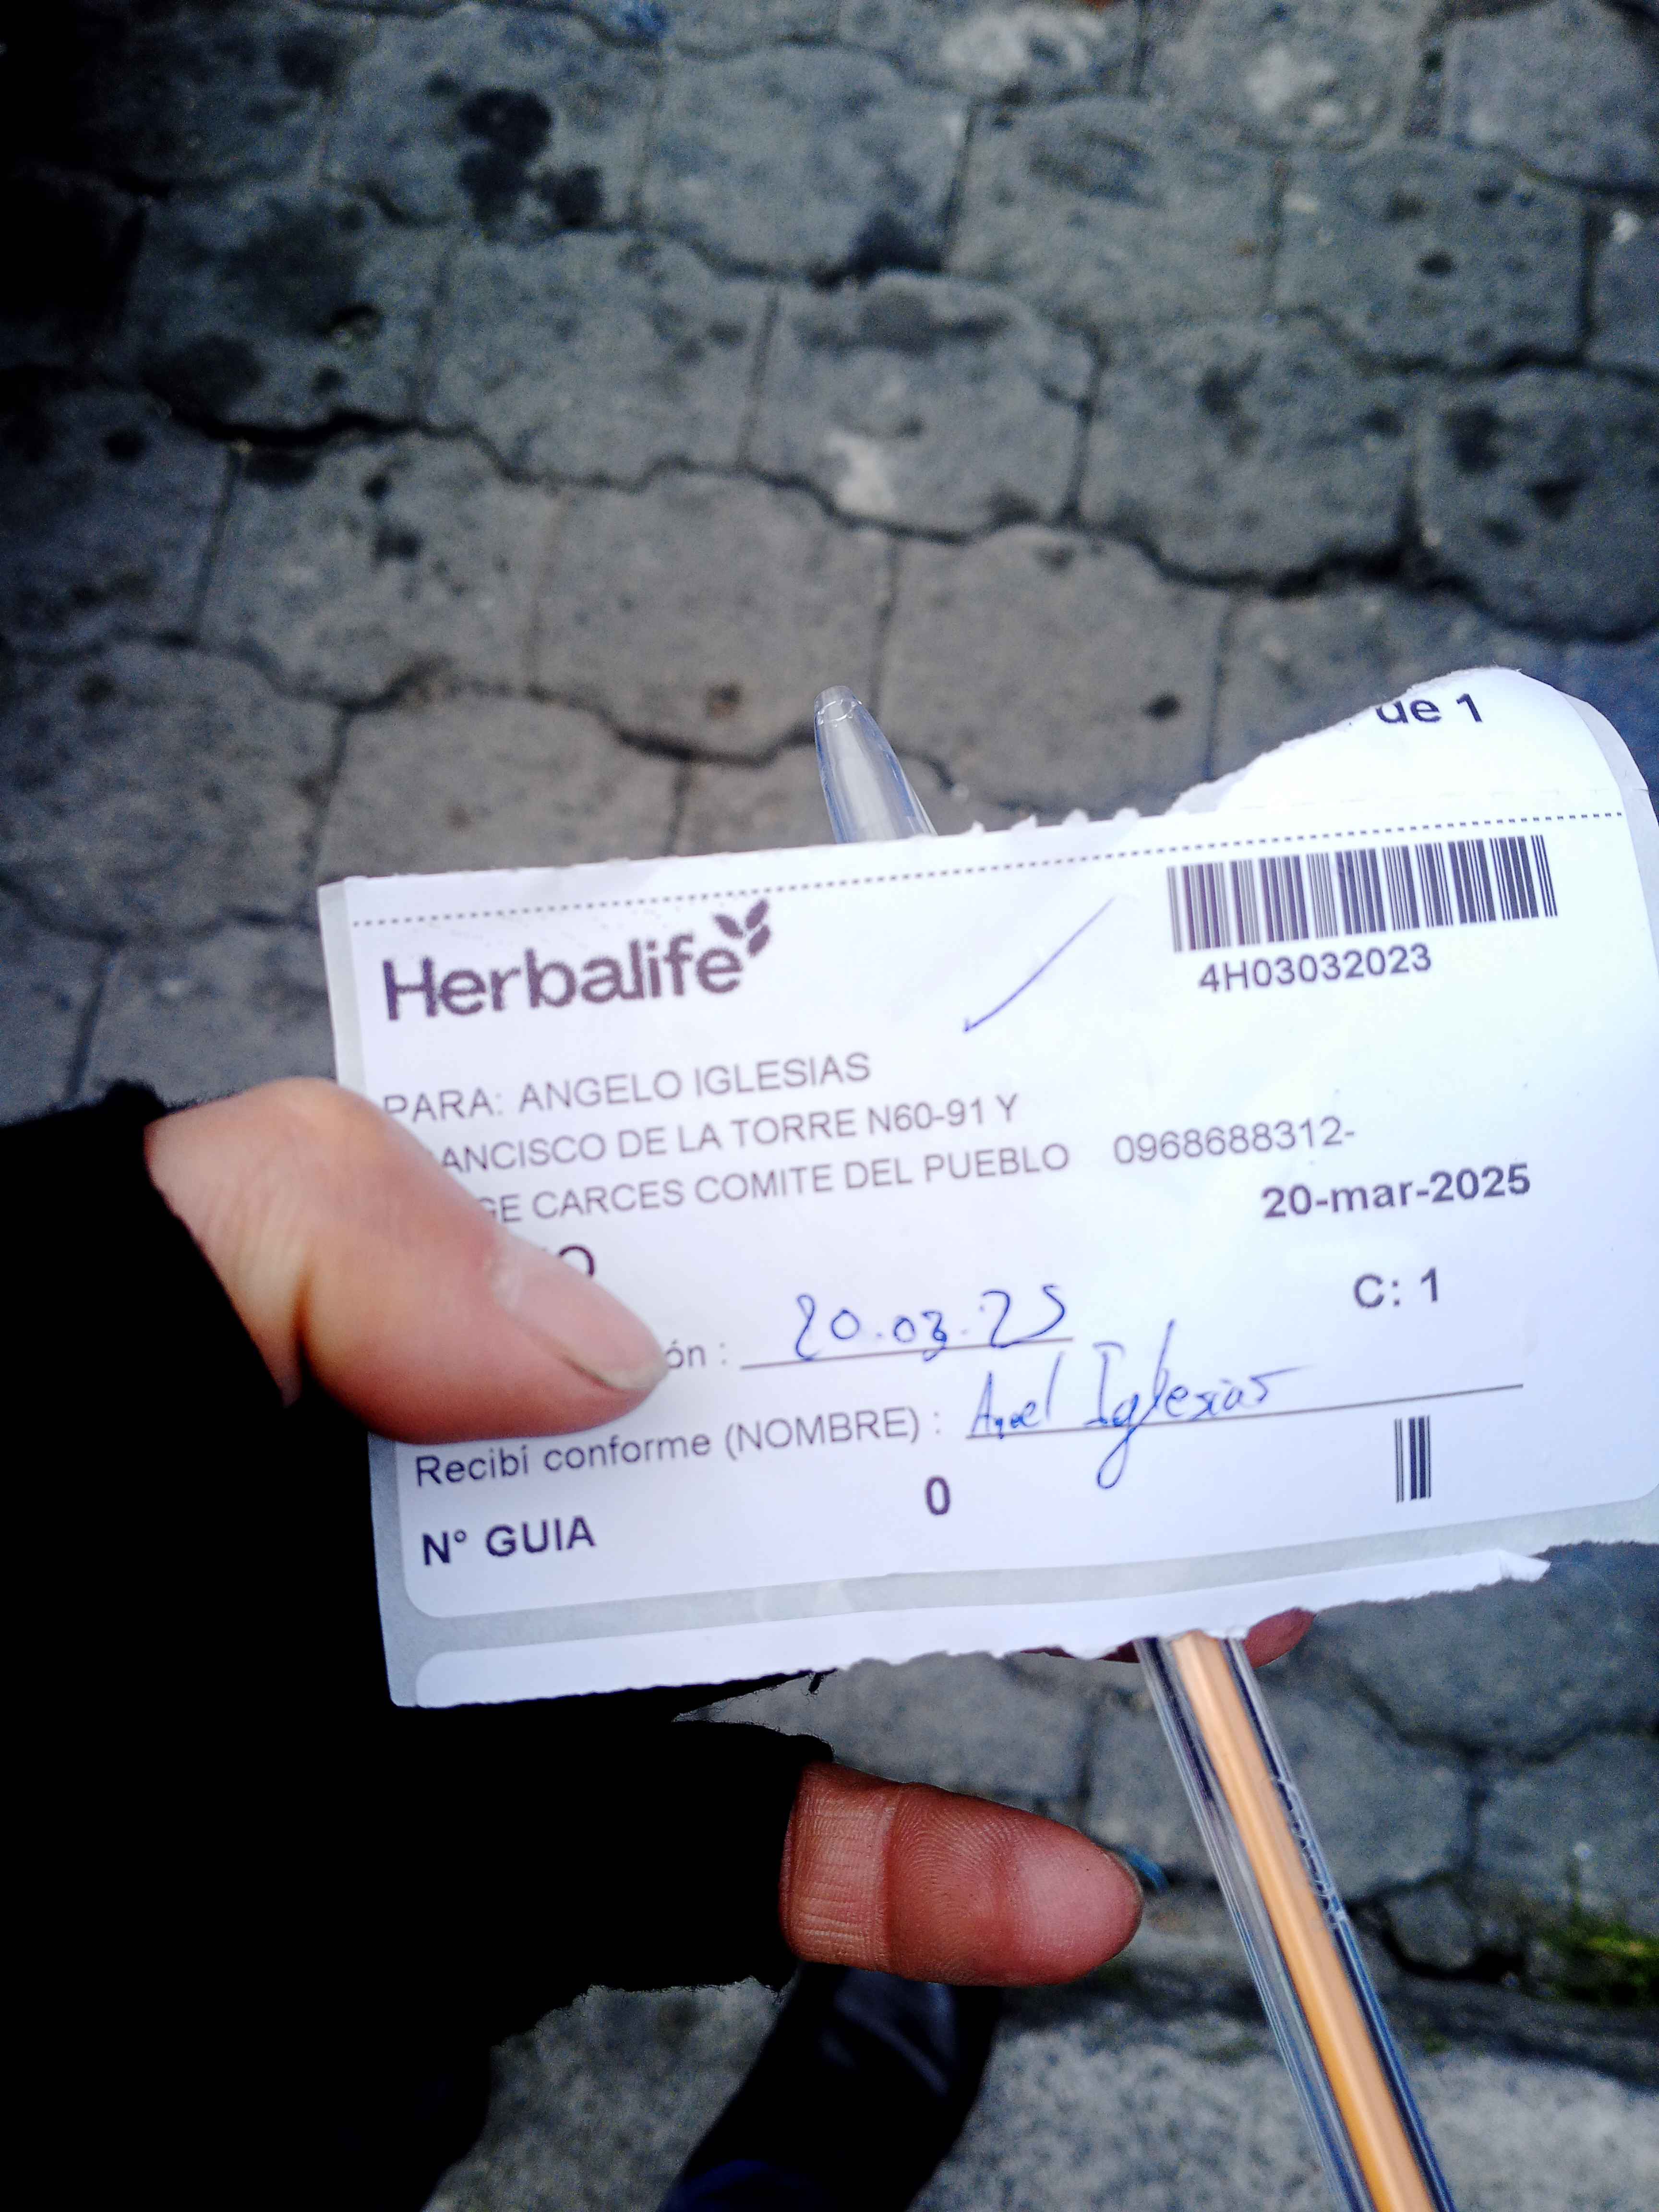 de 1
Herbalife
4H03032023
PARA: ANGELO IGLESIAS
ANCISCO DE LA TORRE N60-91 Y
GE CARCES COMITE DEL PUEBLO 0968688312-
20-mar-2025
O
C: 1
ón : 20.03.25
Recibí conforme (NOMBRE) : Iglesias
N° GUIA 0